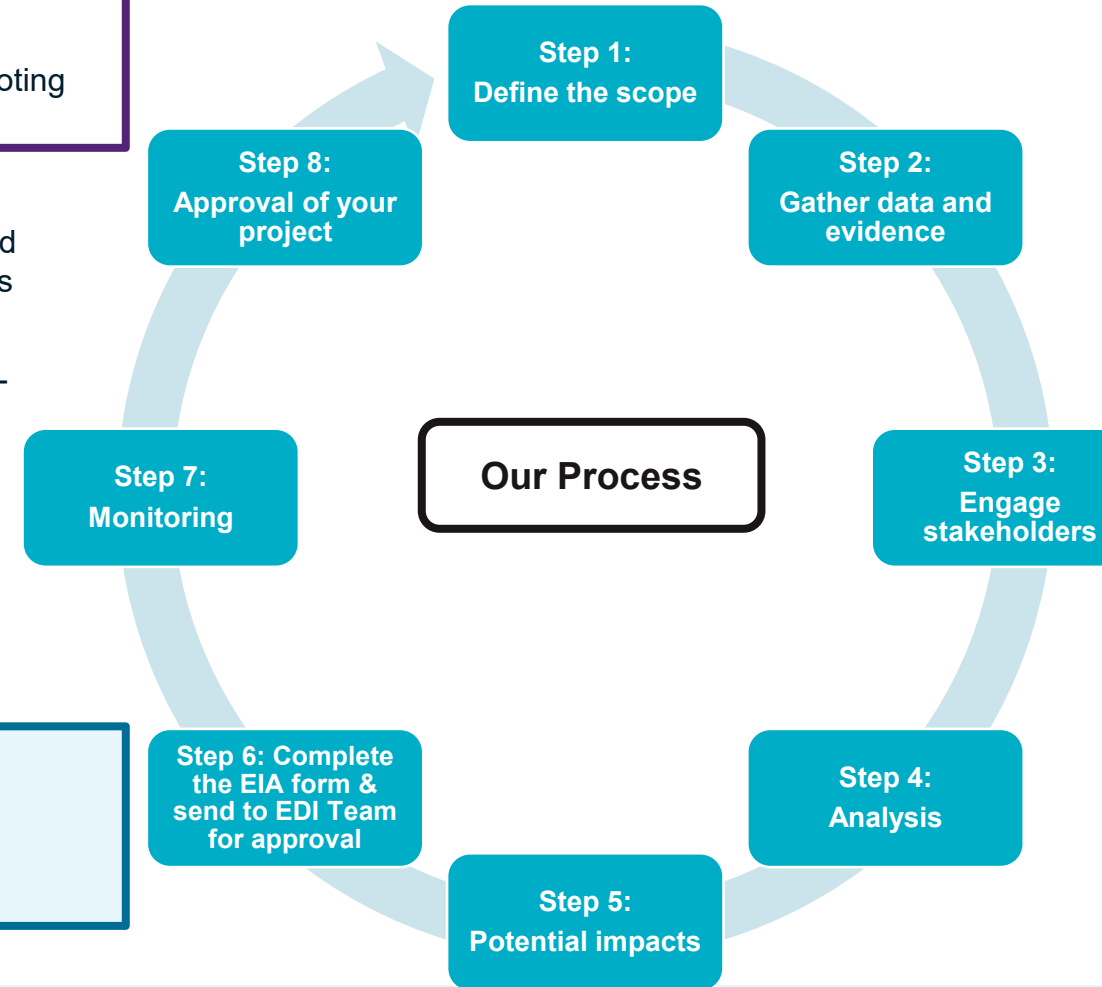 oting
d
s
-
Step 1:
Define the scope
Step 2:
Gather data and
evidence
Step 3:
Engage
stakeholders
Step 4:
Analysis
Step 5:
Potential impacts
Step 6: Complete
the EIA form &
send to EDI Team
for approval
Step 7:
Monitoring
Step 8:
Approval of your
project
Our Process